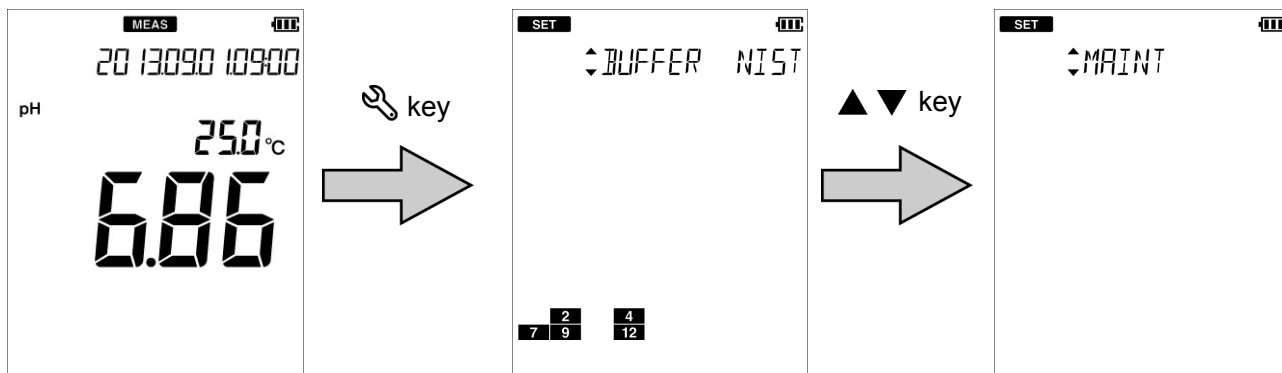 MEAS
2013.09.01.09:00
pH
25.0 °C
6.86
key
SET
BUFFER NIST
2 4
7 9 12
▲ ▼ key
SET
MAINT